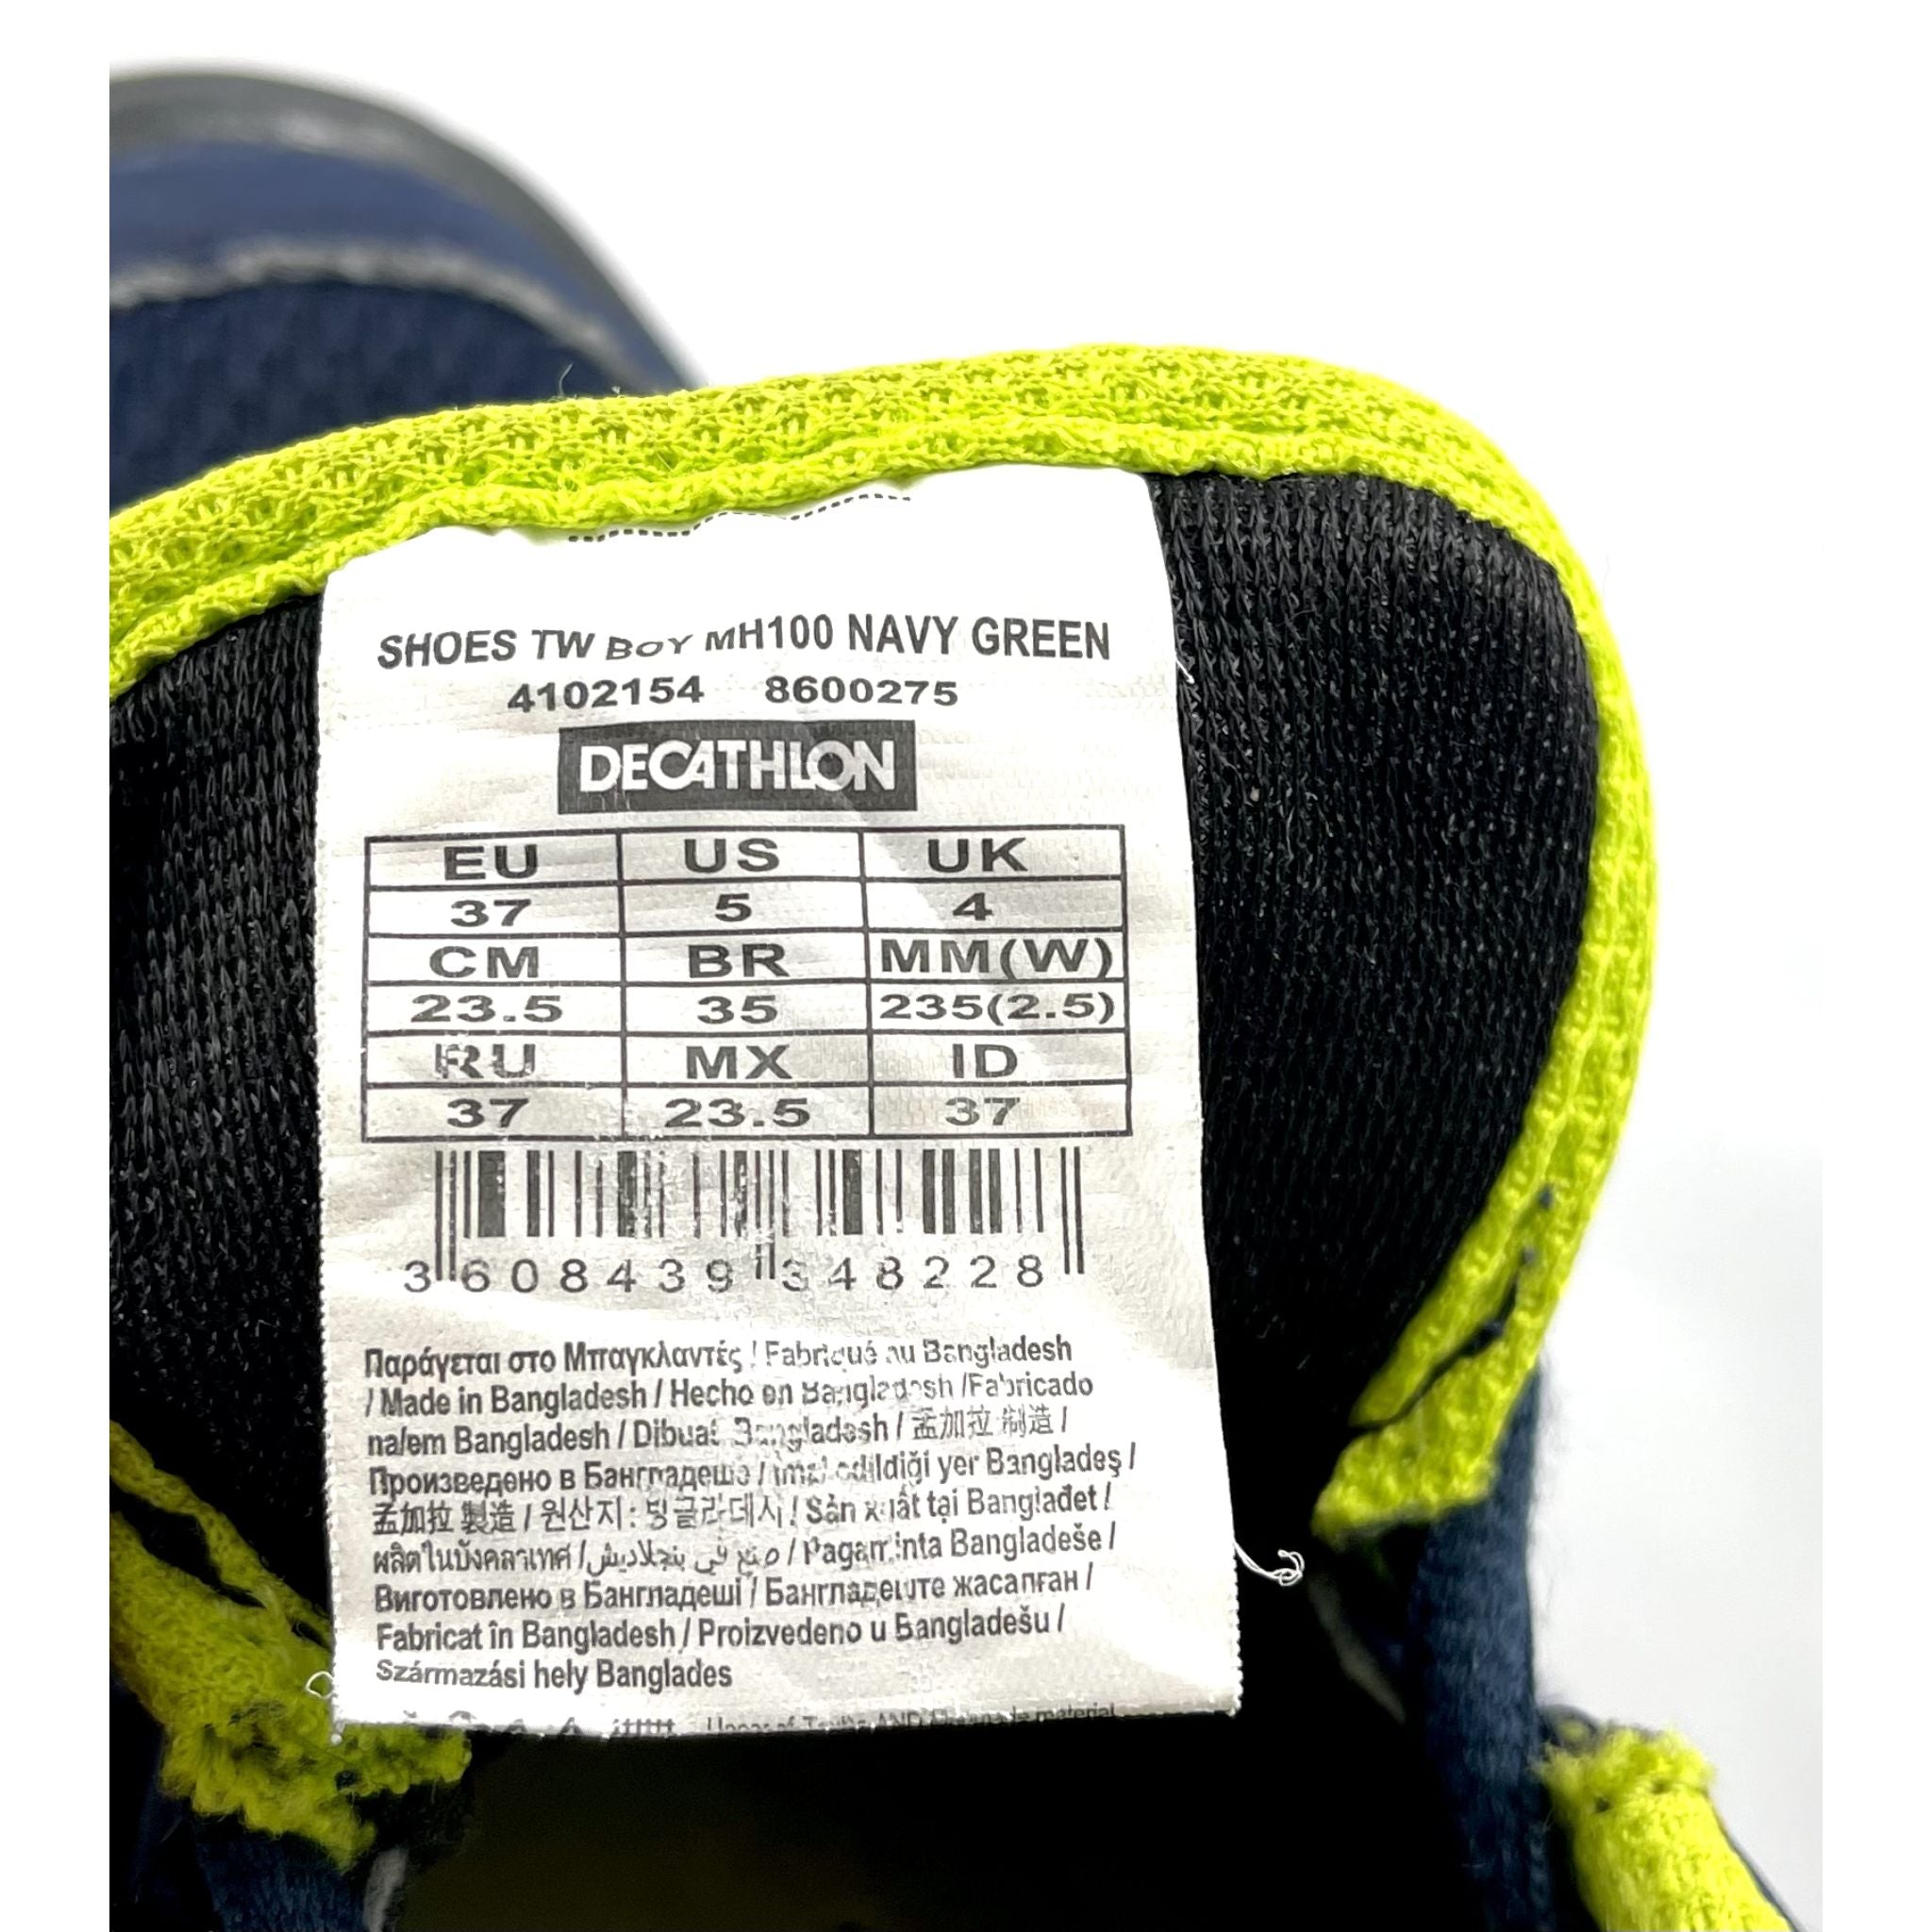 SHOES TW BOY MH100 NAVY GREEN
4102154 8600275
DECATHLON
EU US UK
37 5 4
CM BR MM(W)
23.5 35 235(2.5)
RU MX ID
37 23.5 37
3 608439 348228
Παράγεται στο Μπαγκλαντές / Fabriqué au Bangladesh
/ Made in Bangladesh / Hecho en Bangladesh /Fabricado
na/em Bangladesh / Dibuat Bangladesh / 孟加拉 制造 /
Произведено в Бангладеше / imal edildiği yer Bangladeş /
孟加拉 製造 / 원산지: 방글라데시 / Sản xuất tại Banglađet /
ผลิตในบังคลาเทศ / صنع في بنجلاديش / Pagaminta Bangladeše /
Виготовлено в Бангладеші / Бангладеште жасалған /
Fabricat în Bangladesh / Proizvedeno u Bangladešu /
Származási hely Banglades
material